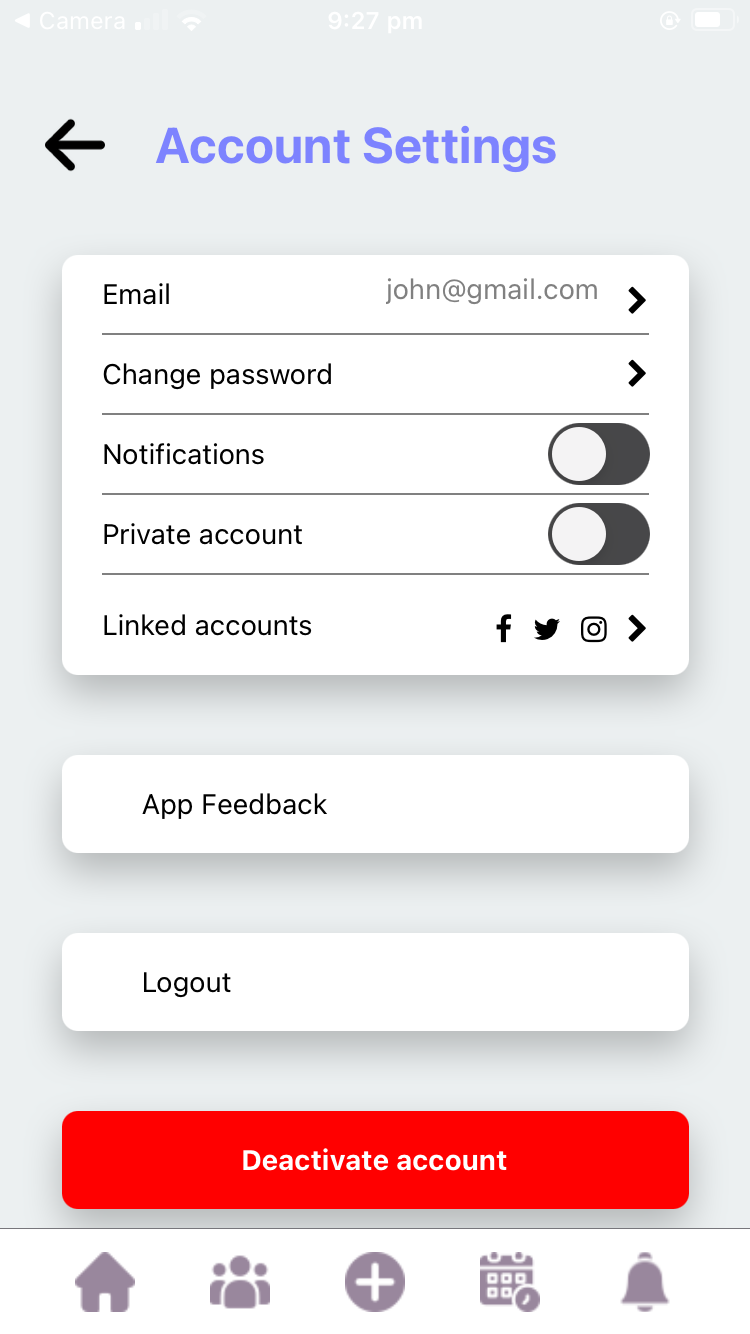 Camera 9:27 pm
Account Settings
Email john@gmail.com
Change password
Notifications
Private account
Linked accounts
App Feedback
Logout
Deactivate account